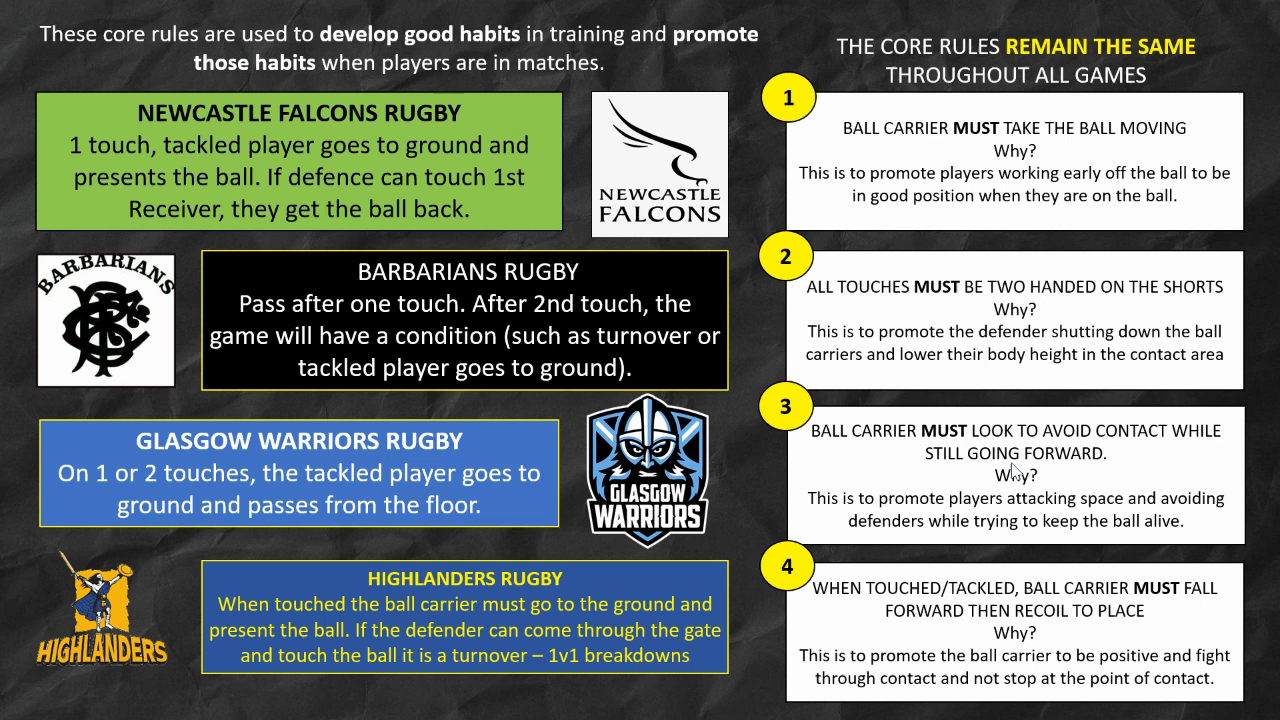 These core rules are used to develop good habits in training and promote
those habits when players are in matches.
NEWCASTLE FALCONS RUGBY
1 touch, tackled player goes to ground and
presents the ball. If defence can touch 1st
Receiver, they get the ball back.
NEWCASTLE
FALCONS
BARBARIANS
BARBARIANS RUGBY
Pass after one touch. After 2nd touch, the
game will have a condition (such as turnover or
tackled player goes to ground).
GLASGOW WARRIORS RUGBY
On 1 or 2 touches, the tackled player goes to
ground and passes from the floor.
GLASGOW
WARRIORS
HIGHLANDERS
HIGHLANDERS RUGBY
When touched the ball carrier must go to the ground and
present the ball. If the defender can come through the gate
and touch the ball it is a turnover – 1v1 breakdowns
THE CORE RULES REMAIN THE SAME
THROUGHOUT ALL GAMES
1
BALL CARRIER MUST TAKE THE BALL MOVING
Why?
This is to promote players working early off the ball to be
in good position when they are on the ball.
2
ALL TOUCHES MUST BE TWO HANDED ON THE SHORTS
Why?
This is to promote the defender shutting down the ball
carriers and lower their body height in the contact area
3
BALL CARRIER MUST LOOK TO AVOID CONTACT WHILE
STILL GOING FORWARD.
Why?
This is to promote players attacking space and avoiding
defenders while trying to keep the ball alive.
4
WHEN TOUCHED/TACKLED, BALL CARRIER MUST FALL
FORWARD THEN RECOIL TO PLACE
Why?
This is to promote the ball carrier to be positive and fight
through contact and not stop at the point of contact.